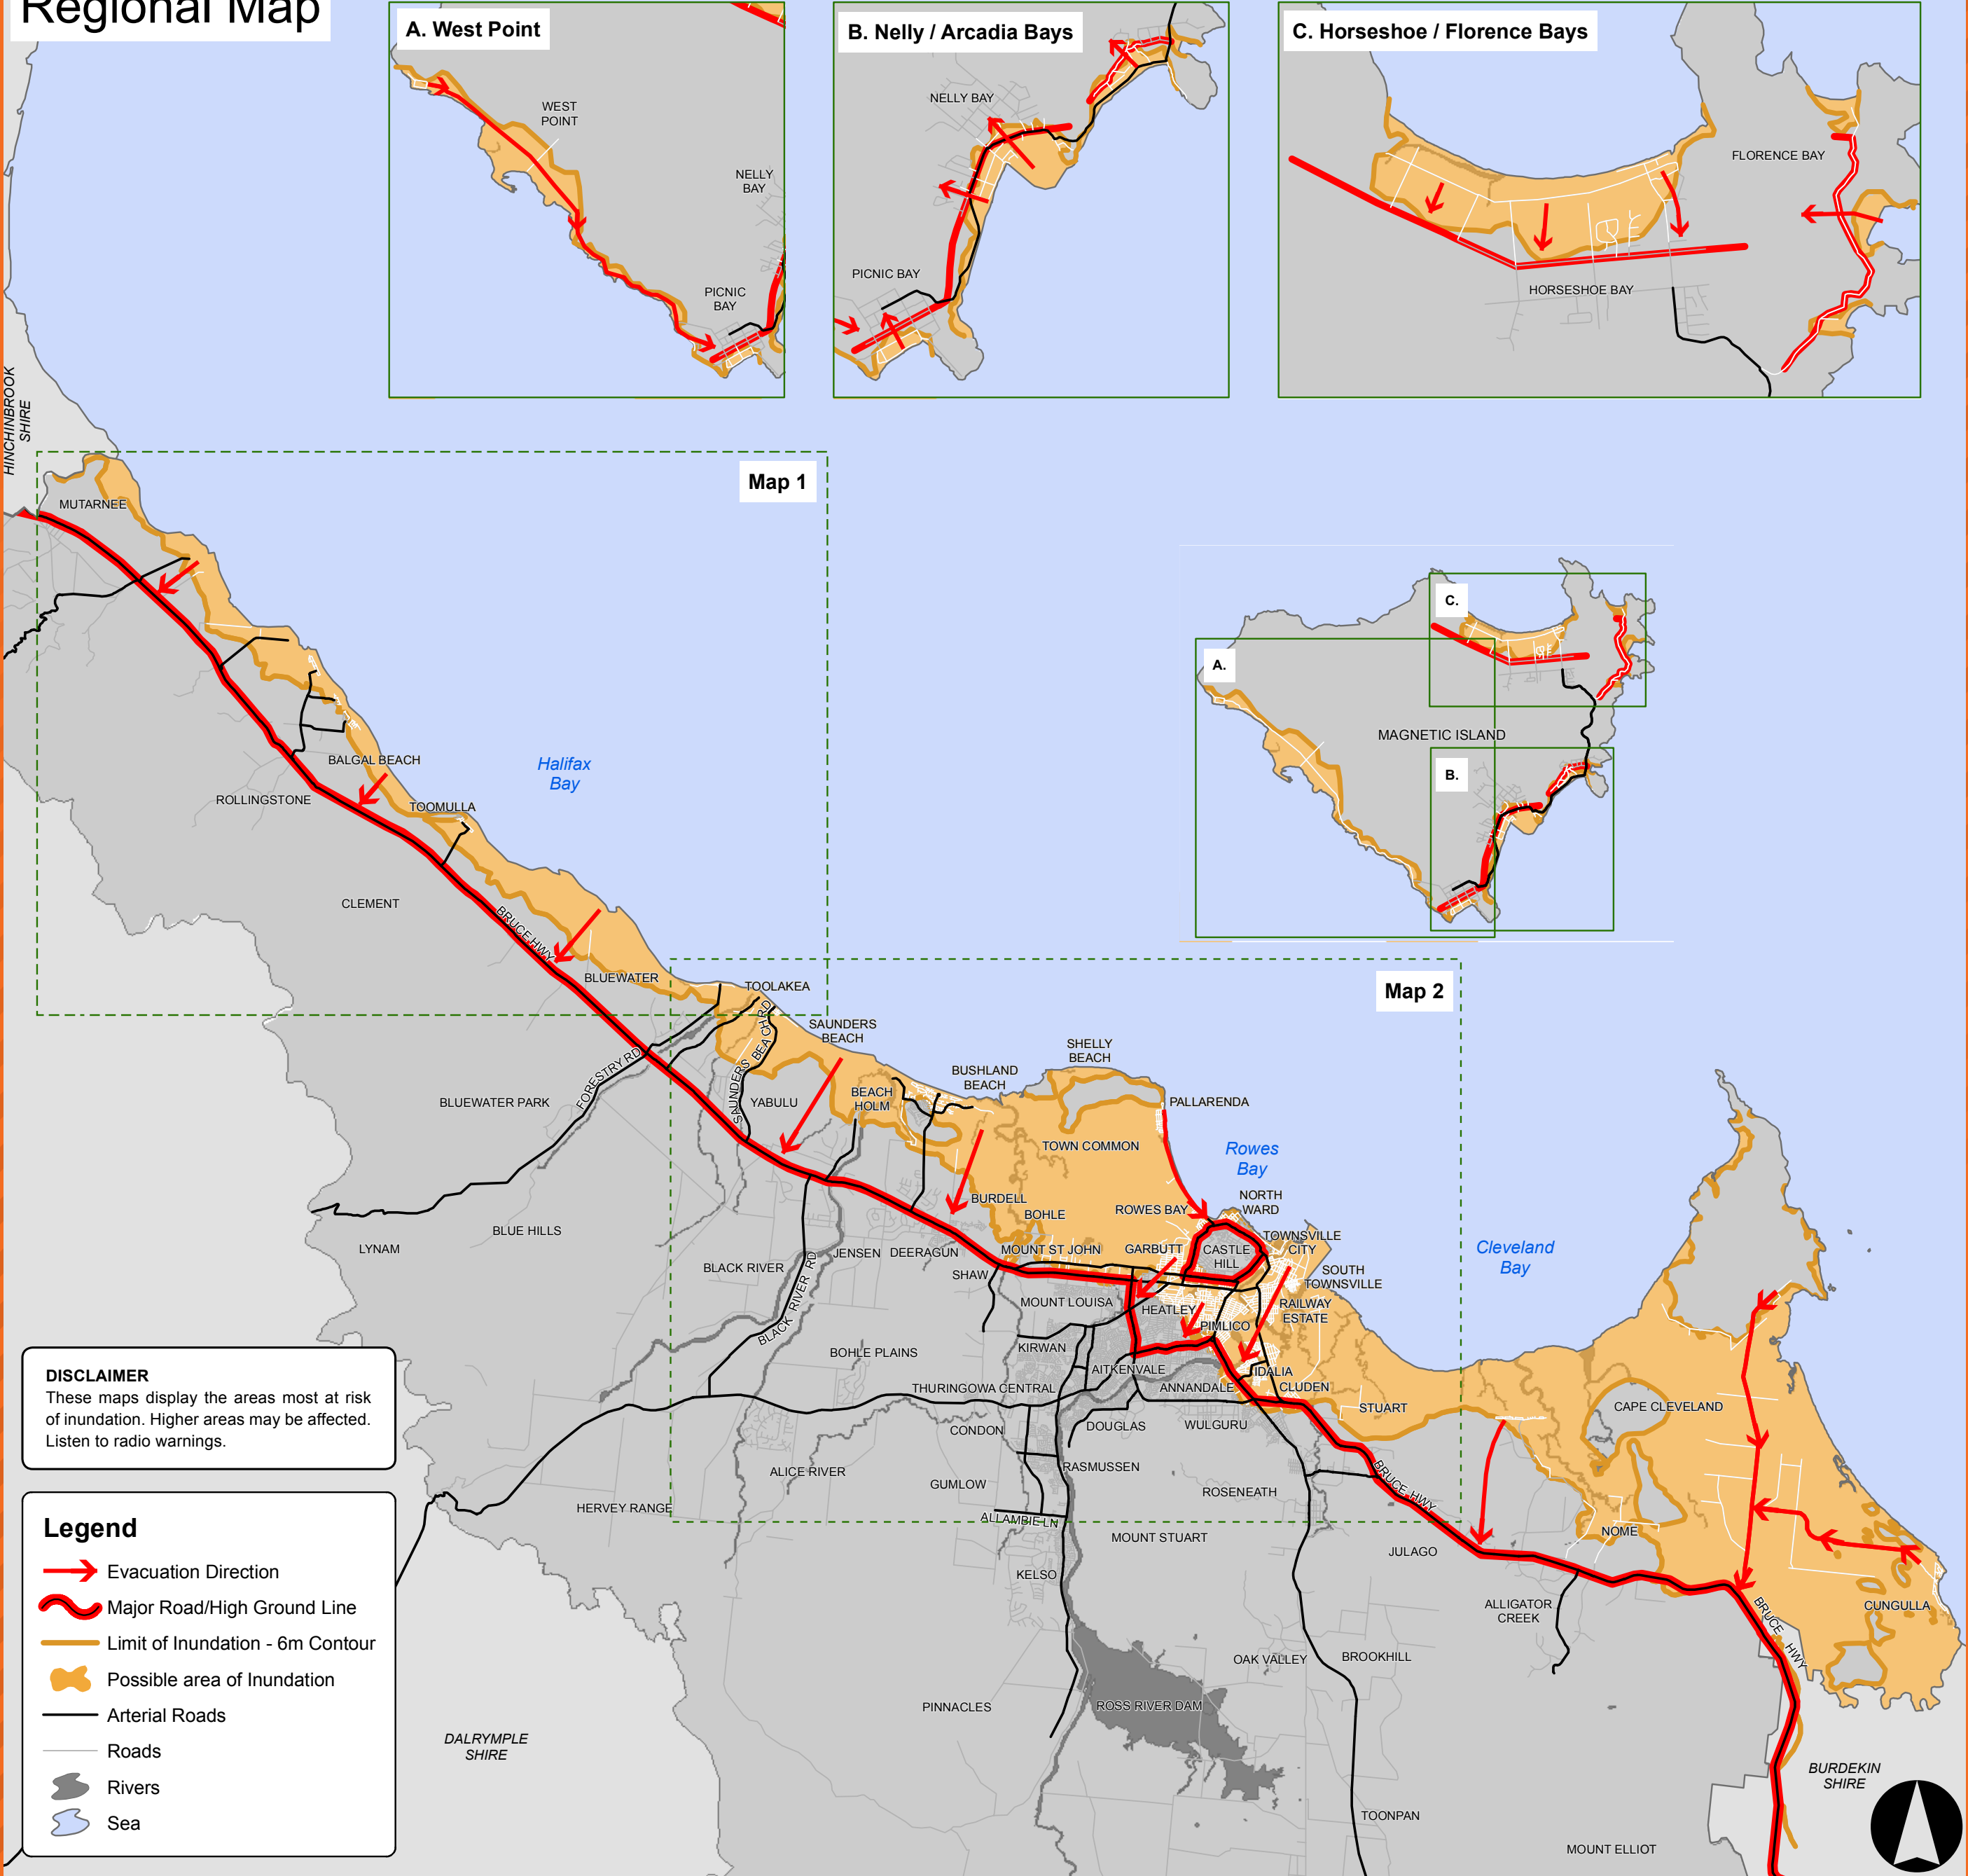 Regional Map
A. West Point
WEST
POINT
NELLY
BAY
PICNIC
BAY
B. Nelly / Arcadia Bays
NELLY BAY
PICNIC BAY
C. Horseshoe / Florence Bays
FLORENCE BAY
HORSESHOE BAY
HINCHINBROOK
SHIRE
Map 1
MUTARNEE
BALGAL BEACH
ROLLINGSTONE
TOOMULLA
Halifax
Bay
CLEMENT
BRUCE HWY
BLUEWATER
C.
A.
MAGNETIC ISLAND
B.
Map 2
TOOLAKEA
SAUNDERS
BEACH
SAUNDERS BEACH RD
FORESTRY RD
BLUEWATER PARK
YABULU
BEACH
HOLM
BUSHLAND
BEACH
SHELLY
BEACH
PALLARENDA
TOWN COMMON
Rowes
Bay
BURDELL
BOHLE
ROWES BAY
NORTH
WARD
BLUE HILLS
LYNAM
BLACK RIVER
BLACK RIVER RD
JENSEN
DEERAGUN
SHAW
MOUNT ST JOHN
GARBUTT
CASTLE
HILL
TOWNSVILLE
CITY
SOUTH
TOWNSVILLE
Cleveland
Bay
MOUNT LOUISA
HEATLEY
PIMLICO
RAILWAY
ESTATE
BOHLE PLAINS
KIRWAN
AITKENVALE
IDALIA
THURINGOWA CENTRAL
ANNANDALE
CLUDEN
STUART
CAPE CLEVELAND
CONDON
DOUGLAS
WULGURU
ALICE RIVER
RASMUSSEN
GUMLOW
ROSENEATH
BRUCE HWY
HERVEY RANGE
ALLAMBIE LN
MOUNT STUART
JULAGO
NOME
KELSO
ALLIGATOR
CREEK
BRUCE HWY
CUNGULLA
OAK VALLEY
BROOKHILL
PINNACLES
ROSS RIVER DAM
DALRYMPLE
SHIRE
BURDEKIN
SHIRE
TOONPAN
MOUNT ELLIOT
DISCLAIMER
These maps display the areas most at risk
of inundation. Higher areas may be affected.
Listen to radio warnings.
Legend
Evacuation Direction
Major Road/High Ground Line
Limit of Inundation - 6m Contour
Possible area of Inundation
Arterial Roads
Roads
Rivers
Sea